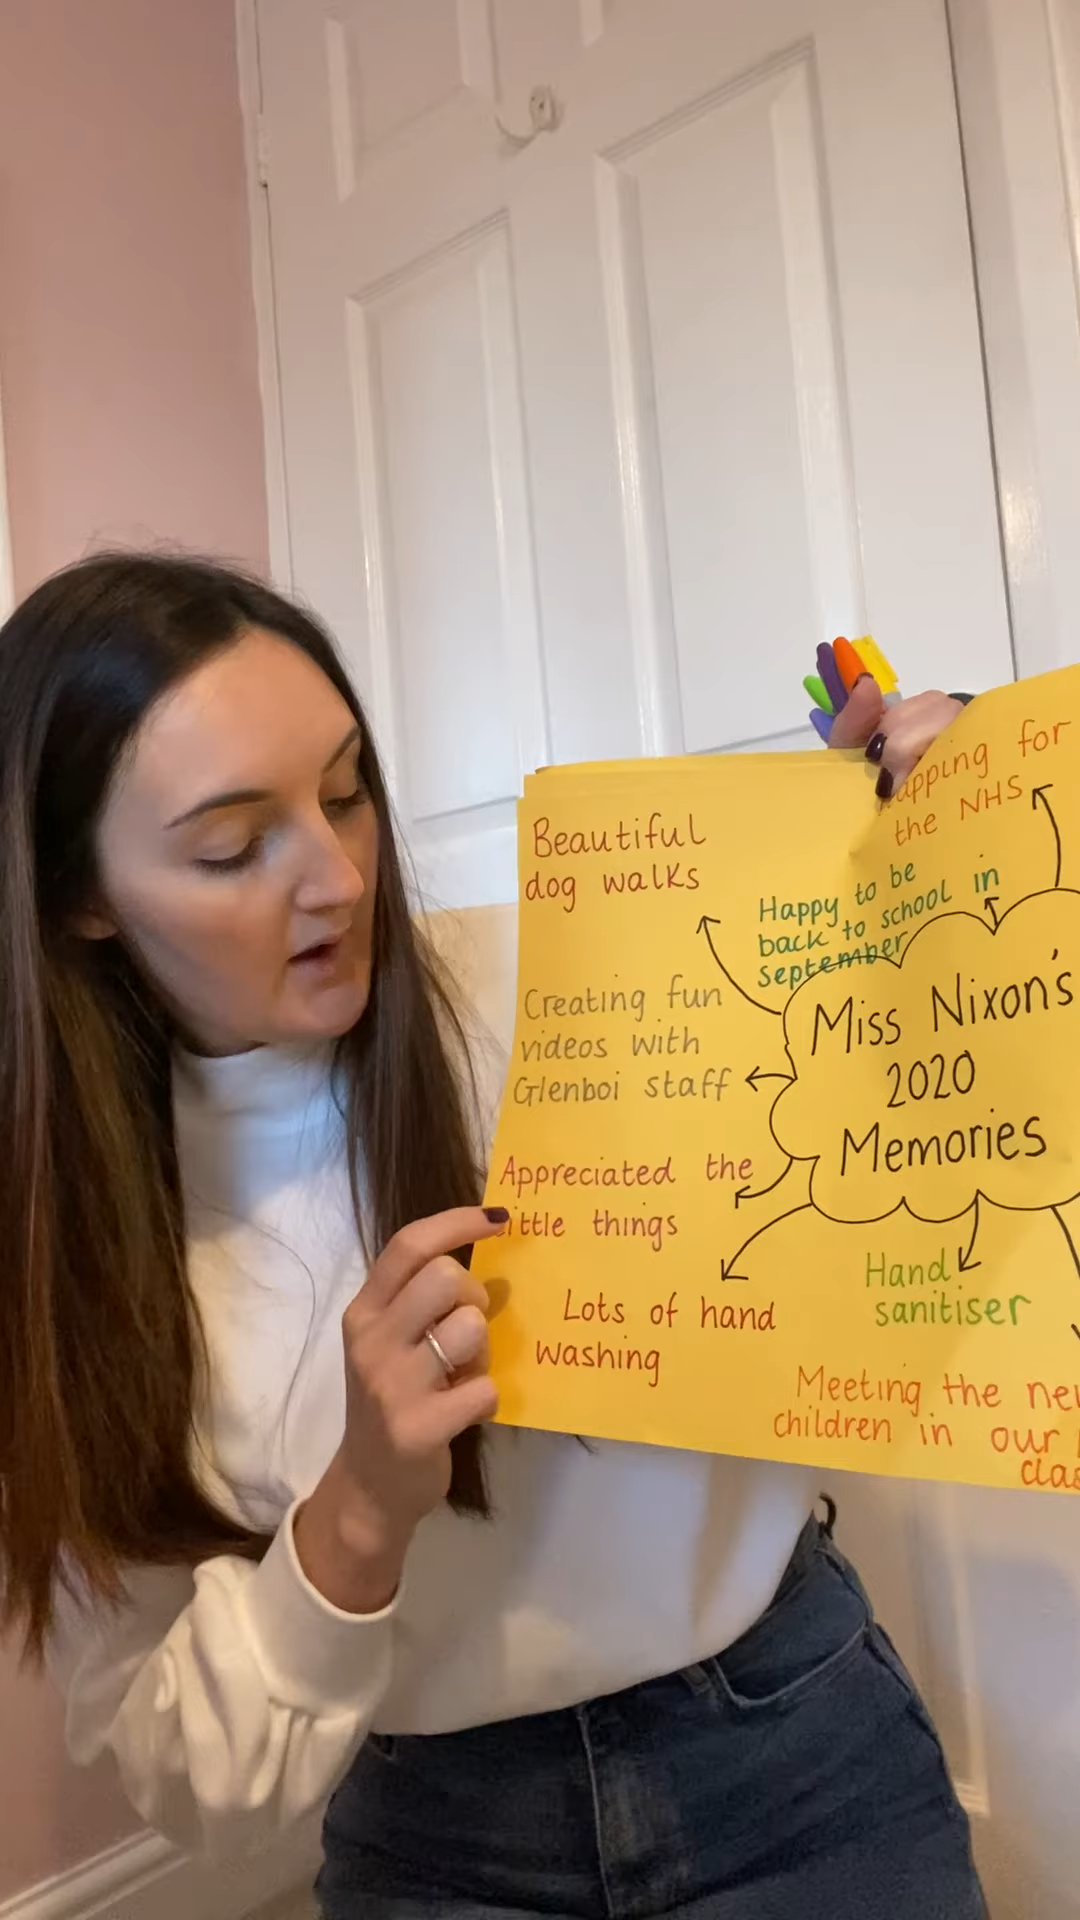 Beautiful
dog walks
for
the NHS
Happy to be
back to school in
September
Creating fun
videos with
Glenboi staff
Miss Nixon's
2020
Memories
Appreciated the
things
Lots of hand
washing
Hand
sanitiser
Meeting the
children in our